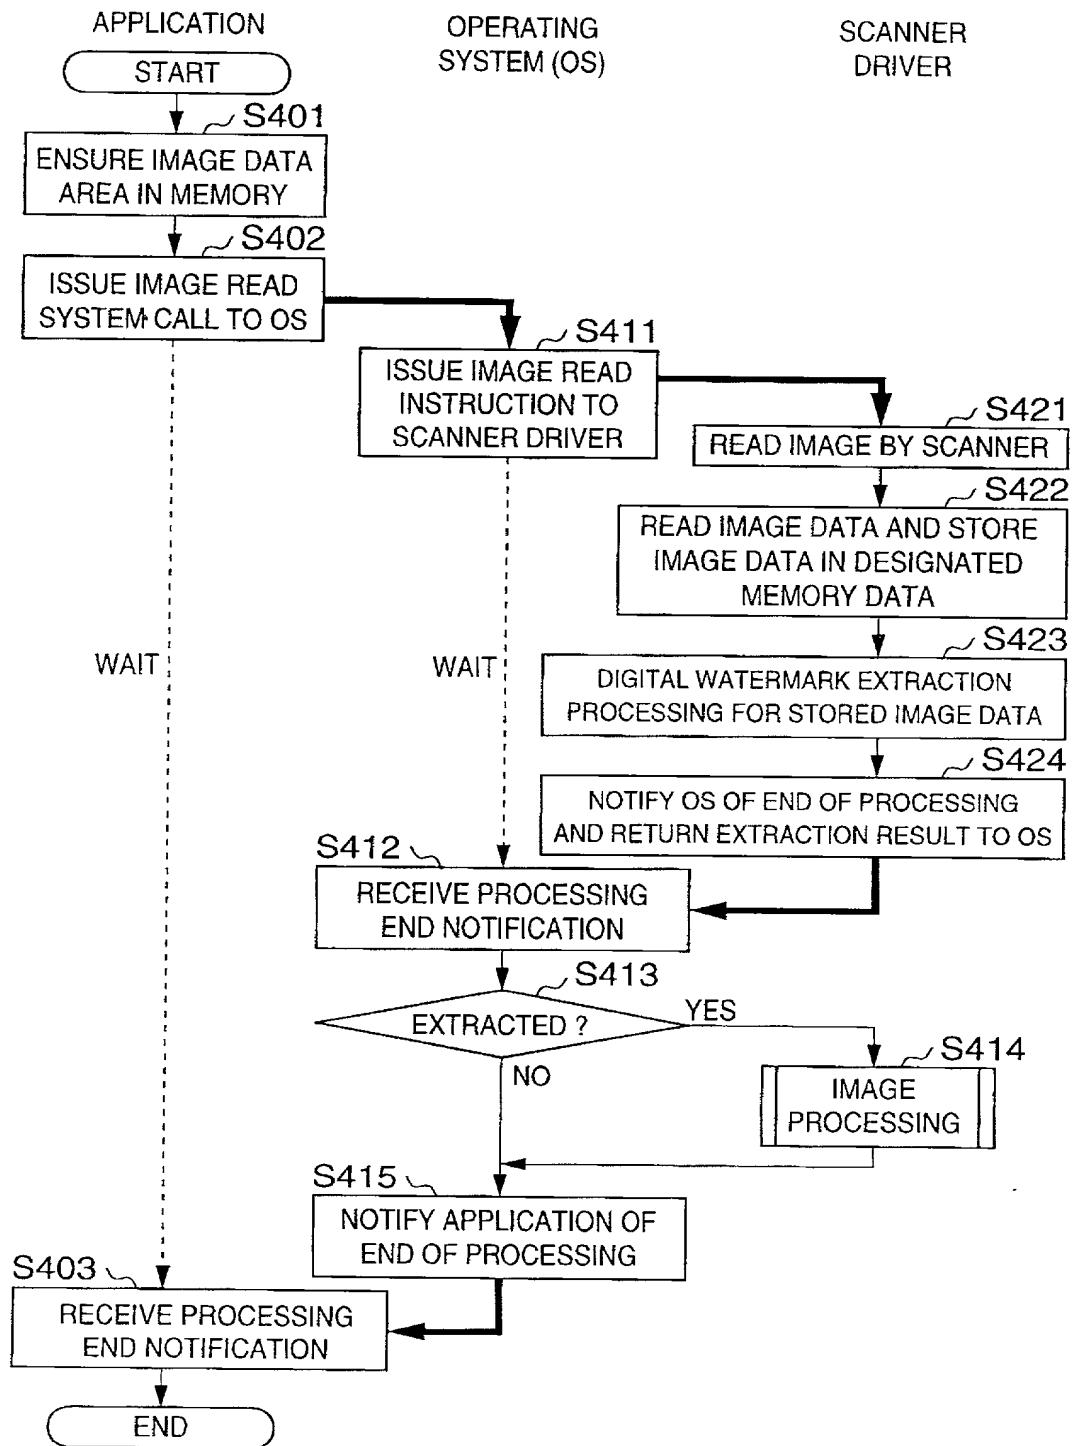 APPLICATION
OPERATING
SYSTEM (OS)
SCANNER
DRIVER
START
S401
ENSURE IMAGE DATA
AREA IN MEMORY
S402
ISSUE IMAGE READ
SYSTEM CALL TO OS
S411
ISSUE IMAGE READ
INSTRUCTION TO
SCANNER DRIVER
S421
READ IMAGE BY SCANNER
S422
READ IMAGE DATA AND STORE
IMAGE DATA IN DESIGNATED
MEMORY DATA
WAIT
WAIT
S423
DIGITAL WATERMARK EXTRACTION
PROCESSING FOR STORED IMAGE DATA
S424
NOTIFY OS OF END OF PROCESSING
AND RETURN EXTRACTION RESULT TO OS
S412
RECEIVE PROCESSING
END NOTIFICATION
S413
EXTRACTED ?
YES
NO
S414
IMAGE
PROCESSING
S415
NOTIFY APPLICATION OF
END OF PROCESSING
S403
RECEIVE PROCESSING
END NOTIFICATION
END